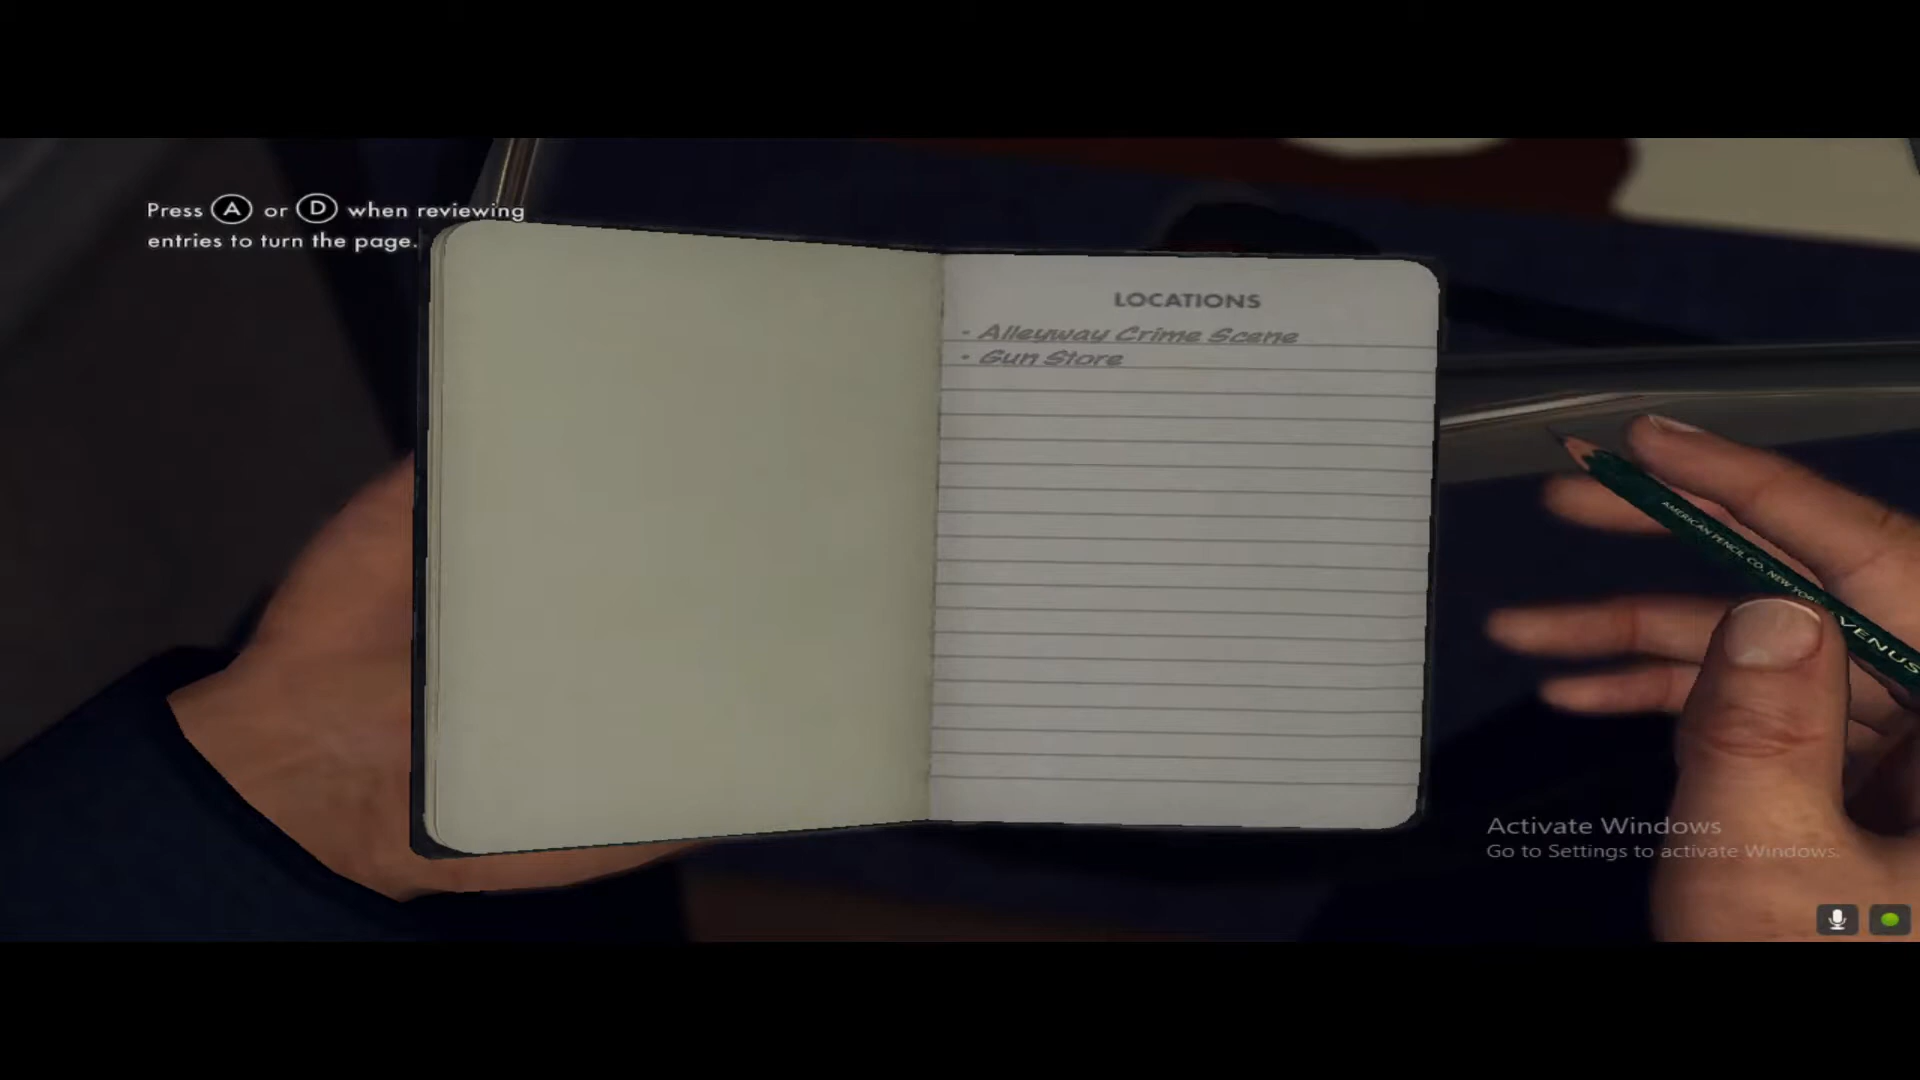 Press A or D when reviewing
entries to turn the page.
LOCATIONS
- Alleyway Crime Scene
- Gun Store
AMERICAN PENCIL CO. NEW YORK
VENUS
Activate Windows
Go to Settings to activate Windows.